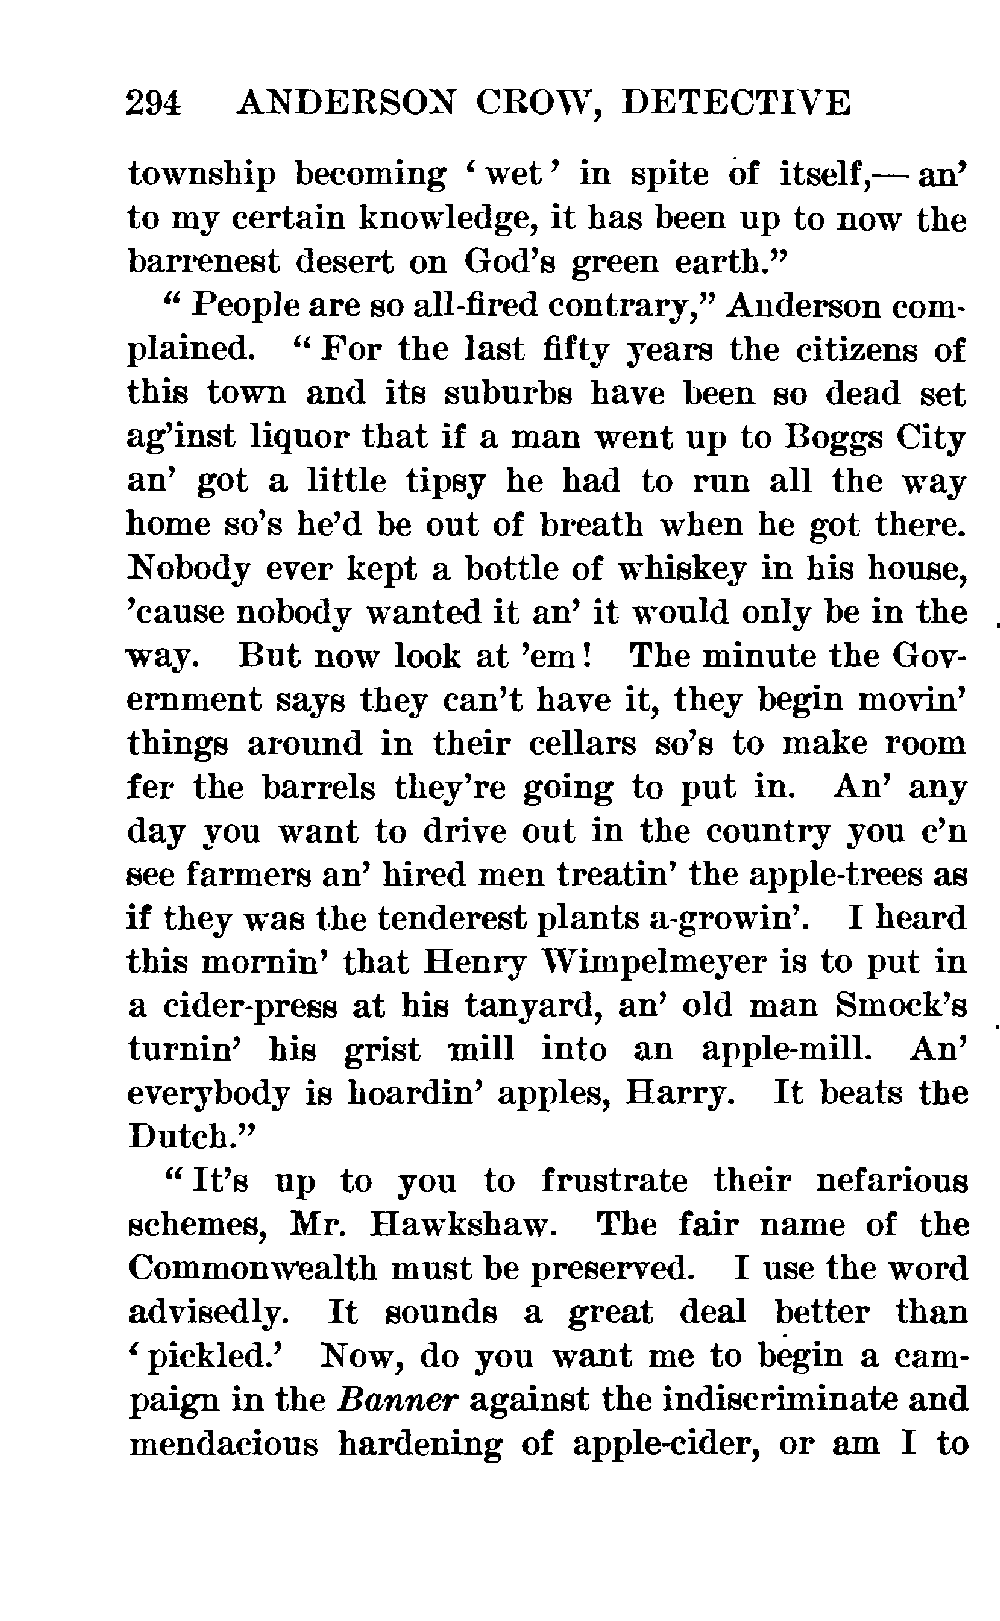 294 ANDERSON CROW, DETECTIVE
township becoming ‘ wet ’ in spite of itself,— an’
to my certain knowledge, it has been up to now the
barrenest desert on God’s green earth.”
“ People are so all-fired contrary,” Anderson com-
plained. “ For the last fifty years the citizens of
this town and its suburbs have been so dead set
ag’inst liquor that if a man went up to Boggs City
an’ got a little tipsy he had to run all the way
home so’s he’d be out of breath when he got there.
Nobody ever kept a bottle of whiskey in his house,
’cause nobody wanted it an’ it would only be in the
way. But now look at ’em ! The minute the Gov-
ernment says they can’t have it, they begin movin’
things around in their cellars so’s to make room
fer the barrels they’re going to put in. An’ any
day you want to drive out in the country you c’n
see farmers an’ hired men treatin’ the apple-trees as
if they was the tenderest plants a-growin’. I heard
this mornin’ that Henry Wimpelmeyer is to put in
a cider-press at his tanyard, an’ old man Smock’s
turnin’ his grist mill into an apple-mill. An’
everybody is hoardin’ apples, Harry. It beats the
Dutch.”
“ It’s up to you to frustrate their nefarious
schemes, Mr. Hawkshaw. The fair name of the
Commonwealth must be preserved. I use the word
advisedly. It sounds a great deal better than
‘ pickled.’ Now, do you want me to begin a cam-
paign in the Banner against the indiscriminate and
mendacious hardening of apple-cider, or am I to